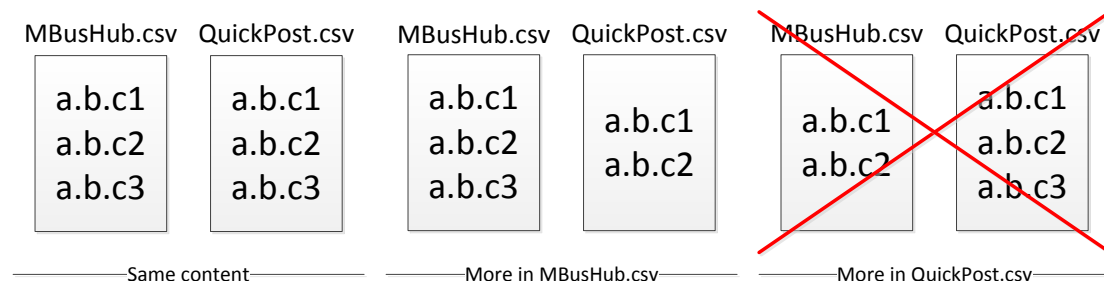 MBusHub.csv QuickPost.csv
a.b.c1 a.b.c1
a.b.c2 a.b.c2
a.b.c3 a.b.c3
Same content
MBusHub.csv QuickPost.csv
a.b.c1
a.b.c2
a.b.c3
a.b.c1
a.b.c2
More in MBusHub.csv
MBusHub.csv QuickPost.csv
a.b.c1
a.b.c2
a.b.c1
a.b.c2
a.b.c3
More in QuickPost.csv